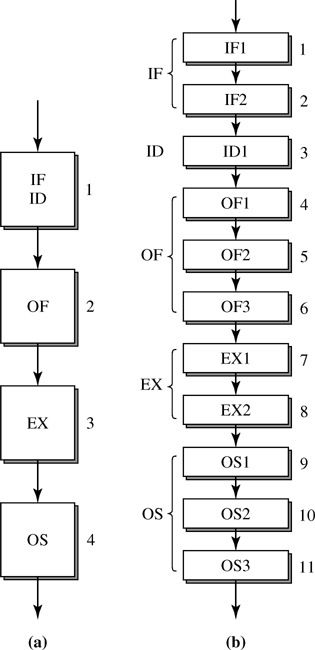 IF
ID
1
OF
2
EX
3
OS
4
(a)
IF
IF1
1
IF2
2
ID
ID1
3
OF
OF1
4
OF2
5
OF3
6
EX
EX1
7
EX2
8
OS
OS1
9
OS2
10
OS3
11
(b)